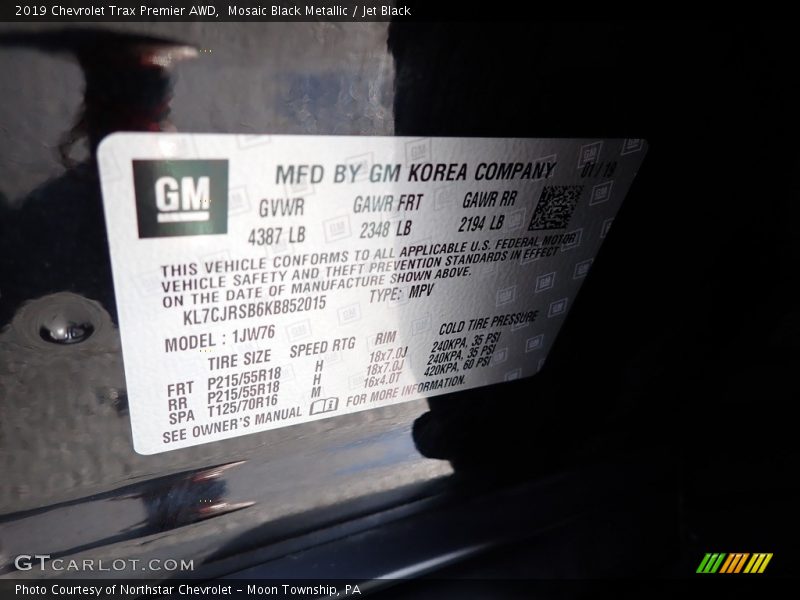 2019 Chevrolet Trax Premier AWD,  Mosaic Black Metallic / Jet Black
GM
MFD BY GM KOREA COMPANY 01/19
GVWR GAWR FRT GAWR RR
4387 LB 2348 LB 2194 LB
THIS VEHICLE CONFORMS TO ALL APPLICABLE U.S. FEDERAL MOTOR
VEHICLE SAFETY AND THEFT PREVENTION STANDARDS IN EFFECT
ON THE DATE OF MANUFACTURE SHOWN ABOVE.
KL7CJRSB6KB852015 TYPE: MPV
MODEL : 1JW76
TIRE SIZE SPEED RTG RIM COLD TIRE PRESSURE
FRT P215/55R18 H 18x7.0J 240KPA, 35 PSI
RR P215/55R18 H 18x7.0J 240KPA, 35 PSI
SPA T125/70R16 M 16x4.0T 420KPA, 60 PSI
SEE OWNER'S MANUAL FOR MORE INFORMATION.
GTCARLOT.COM
Photo Courtesy of Northstar Chevrolet - Moon Township, PA